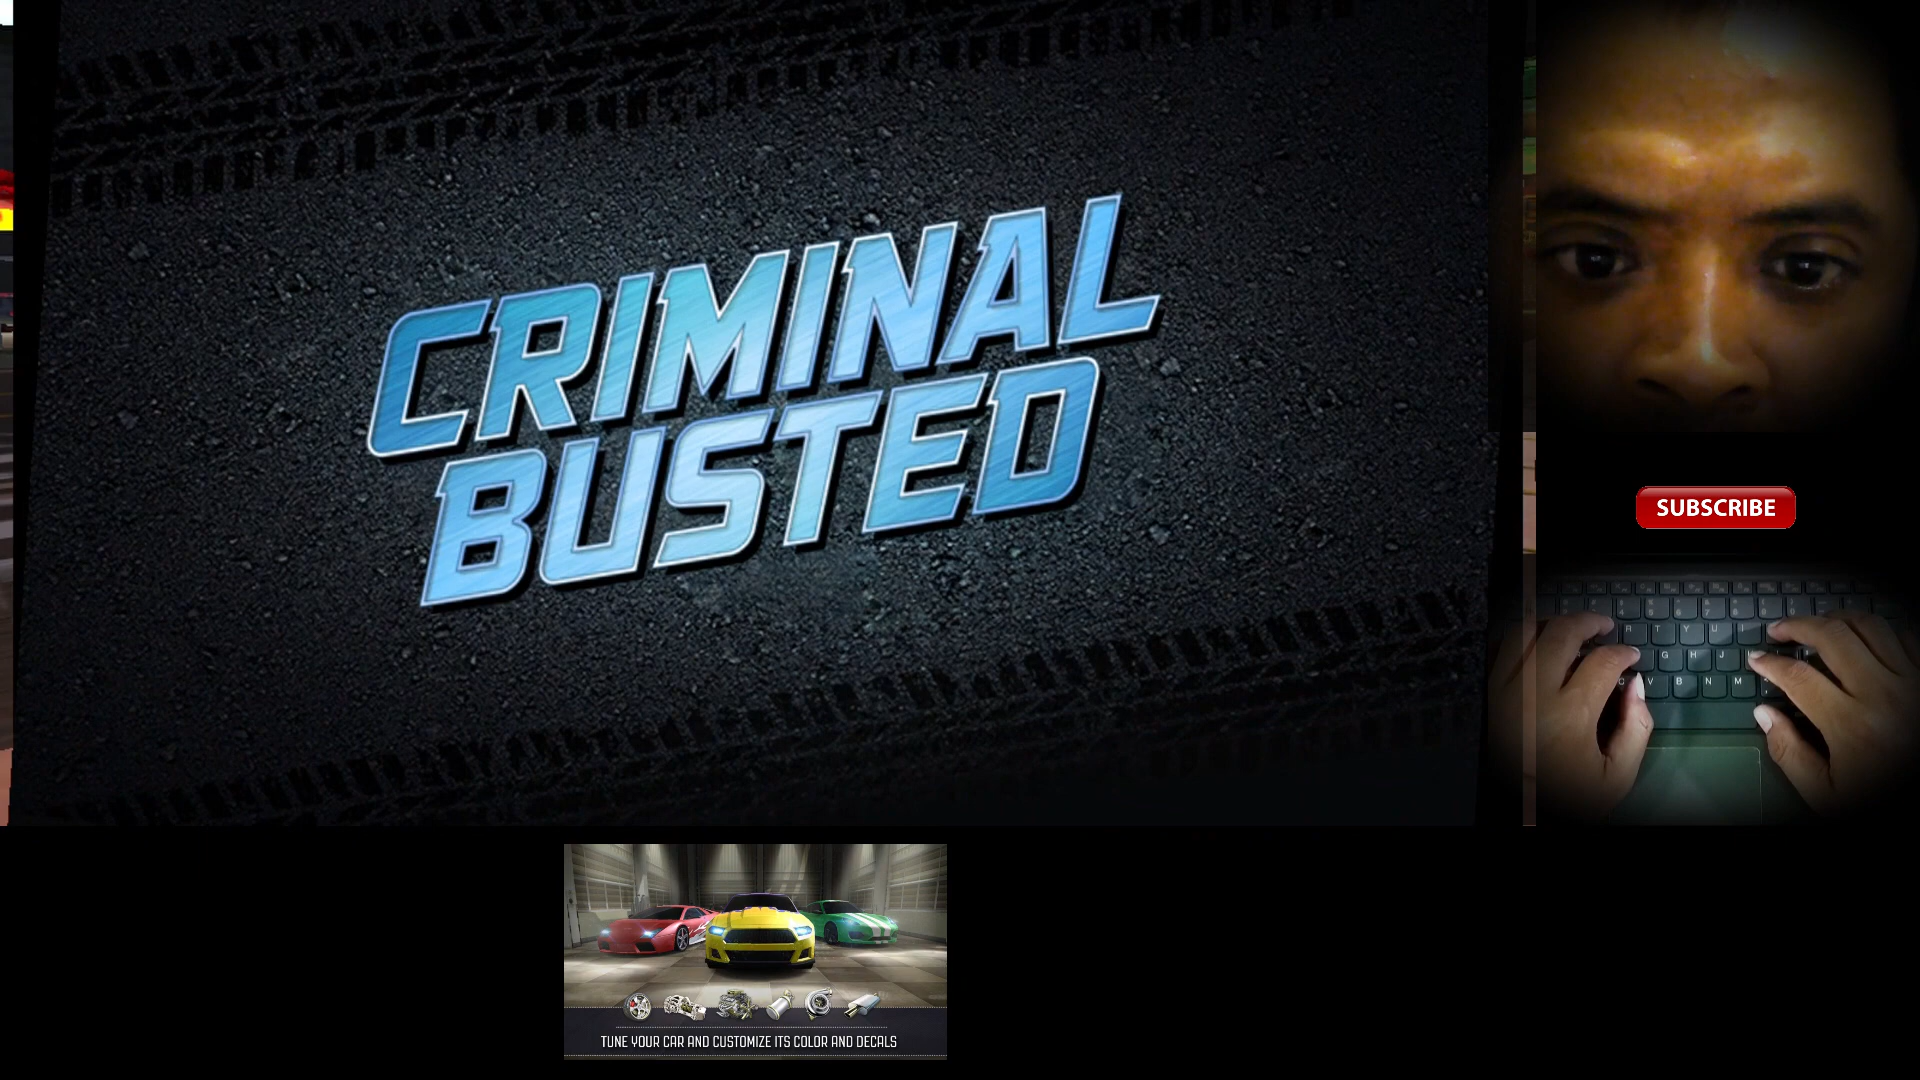 CRIMINAL
BUSTED
SUBSCRIBE
R T Y U I
G H J
C V B N M
TUNE YOUR CAR AND CUSTOMIZE ITS COLOR AND DECALS